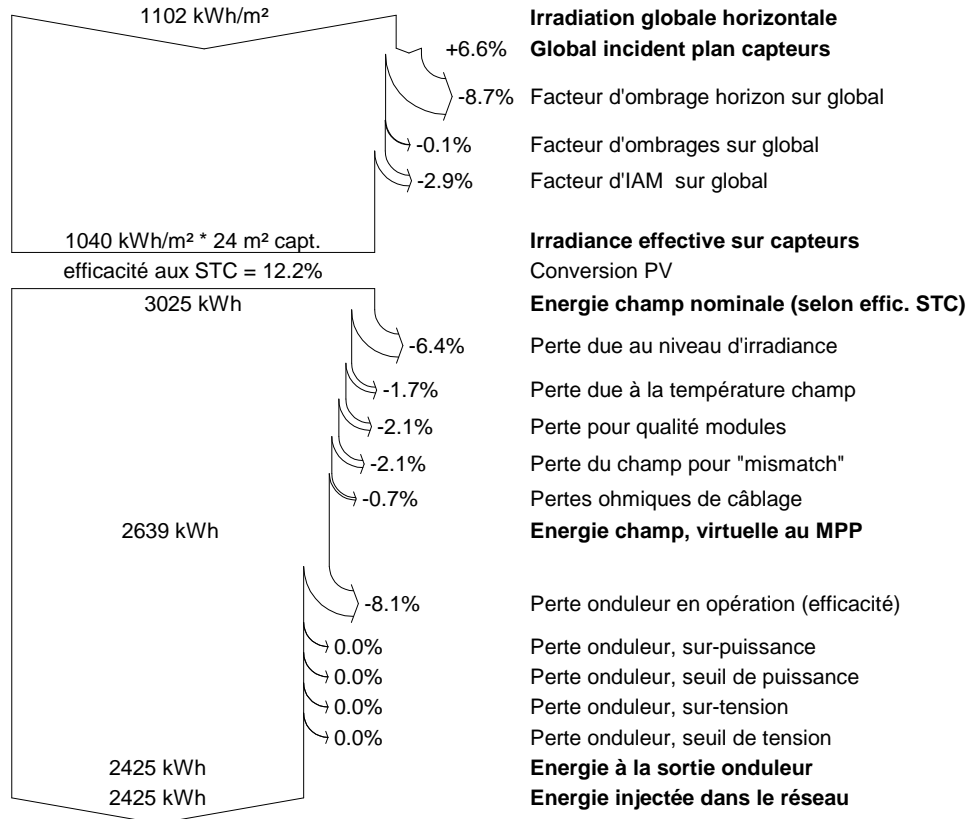 1102 kWh/m² Irradiation globale horizontale
+6.6% Global incident plan capteurs
-8.7% Facteur d'ombrage horizon sur global
-0.1% Facteur d'ombrages sur global
-2.9% Facteur d'IAM sur global
1040 kWh/m² * 24 m² capt. Irradiance effective sur capteurs
efficacité aux STC = 12.2% Conversion PV
3025 kWh Energie champ nominale (selon effic. STC)
-6.4% Perte due au niveau d'irradiance
-1.7% Perte due à la température champ
-2.1% Perte pour qualité modules
-2.1% Perte du champ pour "mismatch"
-0.7% Pertes ohmiques de câblage
2639 kWh Energie champ, virtuelle au MPP
-8.1% Perte onduleur en opération (efficacité)
0.0% Perte onduleur, sur-puissance
0.0% Perte onduleur, seuil de puissance
0.0% Perte onduleur, sur-tension
0.0% Perte onduleur, seuil de tension
2425 kWh Energie à la sortie onduleur
2425 kWh Energie injectée dans le réseau